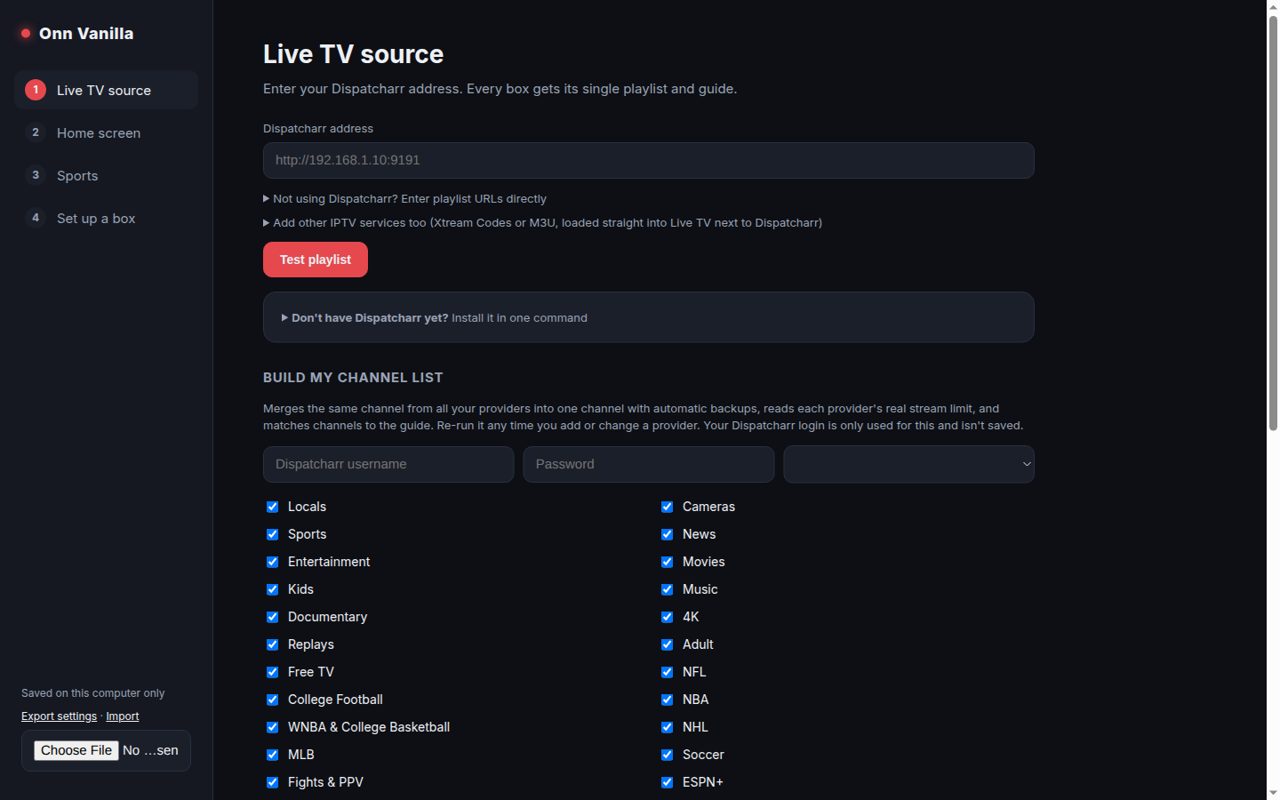 Onn Vanilla
1 Live TV source
2 Home screen
3 Sports
4 Set up a box
Saved on this computer only
Export settings · Import
Choose File No …sen
Live TV source
Enter your Dispatcharr address. Every box gets its single playlist and guide.
Dispatcharr address
http://192.168.1.10:9191
Not using Dispatcharr? Enter playlist URLs directly
Add other IPTV services too (Xtream Codes or M3U, loaded straight into Live TV next to Dispatcharr)
Test playlist
Don't have Dispatcharr yet? Install it in one command
BUILD MY CHANNEL LIST
Merges the same channel from all your providers into one channel with automatic backups, reads each provider's real stream limit, and
matches channels to the guide. Re-run it any time you add or change a provider. Your Dispatcharr login is only used for this and isn't saved.
Dispatcharr username Password
Locals Cameras
Sports News
Entertainment Movies
Kids Music
Documentary 4K
Replays Adult
Free TV NFL
College Football NBA
WNBA & College Basketball NHL
MLB Soccer
Fights & PPV ESPN+